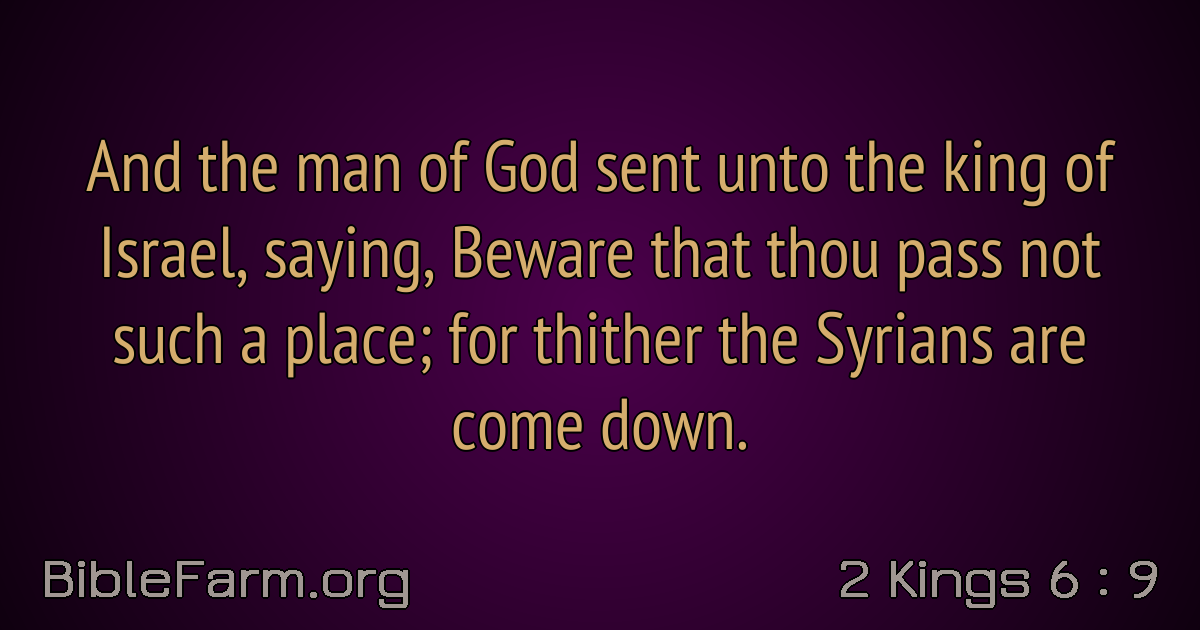 And the man of God sent unto the king of
Israel, saying, Beware that thou pass not
such a place; for thither the Syrians are
come down.
BibleFarm.org
2 Kings 6 : 9